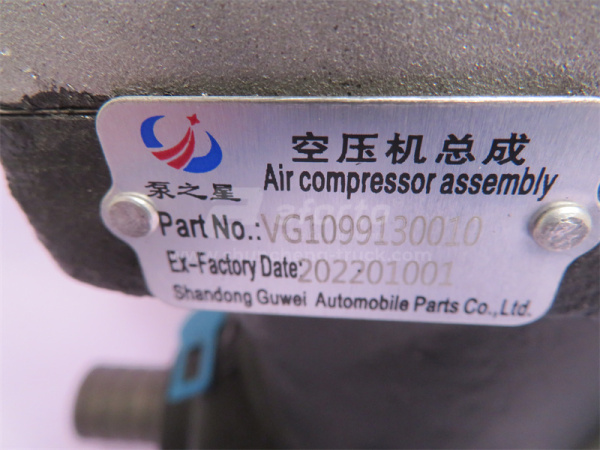 空压机总成
泵之星
Air compressor assembly
Part No.:VG1099130010
Ex-Factory Date:202201001
Shandong Guwei Automobile Parts Co.,Ltd.